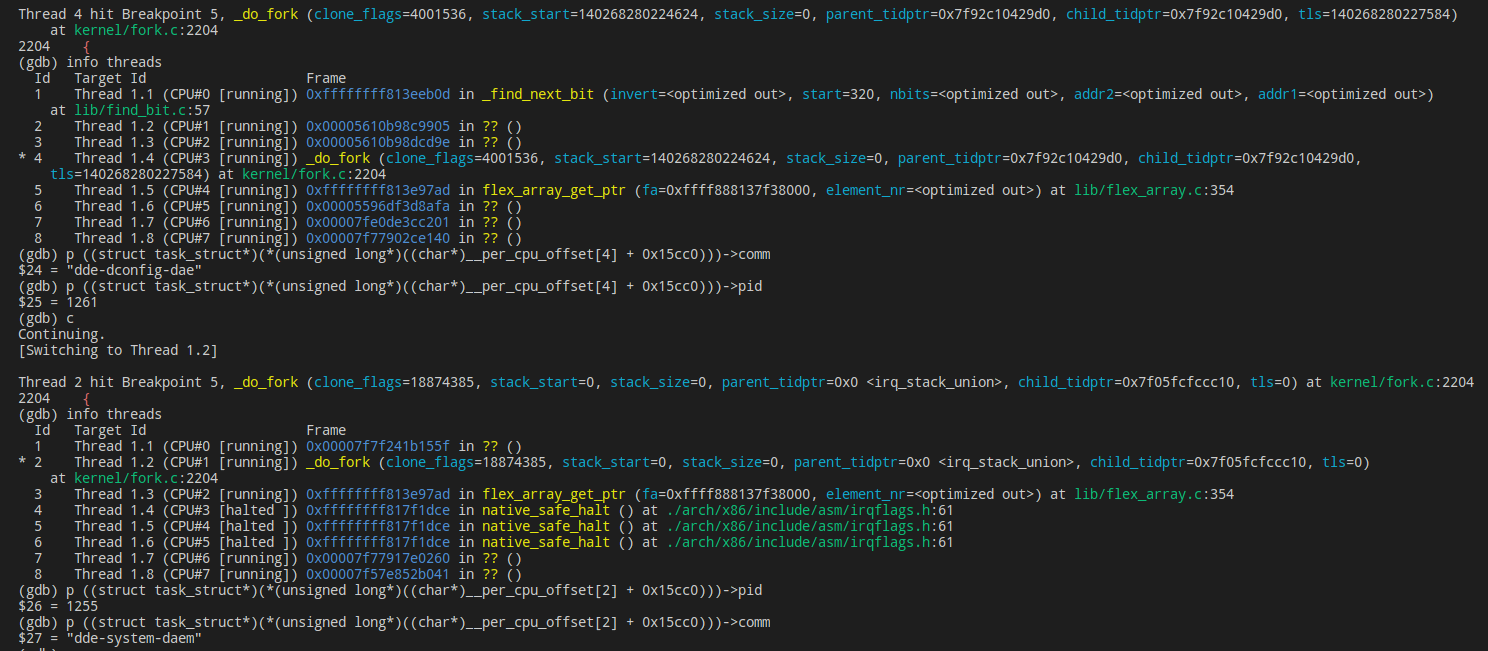 Thread 4 hit Breakpoint 5, _do_fork (clone_flags=4001536, stack_start=140268280224624, stack_size=0, parent_tidptr=0x7f92c10429d0, child_tidptr=0x7f92c10429d0, tls=140268280227584)
    at kernel/fork.c:2204
2204    {
(gdb) info threads
  Id   Target Id                    Frame
  1    Thread 1.1 (CPU#0 [running]) 0xffffffff813eeb0d in _find_next_bit (invert=<optimized out>, start=320, nbits=<optimized out>, addr2=<optimized out>, addr1=<optimized out>)
    at lib/find_bit.c:57
  2    Thread 1.2 (CPU#1 [running]) 0x00005610b98c9905 in ?? ()
  3    Thread 1.3 (CPU#2 [running]) 0x00005610b98dcd9e in ?? ()
* 4    Thread 1.4 (CPU#3 [running]) _do_fork (clone_flags=4001536, stack_start=140268280224624, stack_size=0, parent_tidptr=0x7f92c10429d0, child_tidptr=0x7f92c10429d0,
    tls=140268280227584) at kernel/fork.c:2204
  5    Thread 1.5 (CPU#4 [running]) 0xffffffff813e97ad in flex_array_get_ptr (fa=0xffff888137f38000, element_nr=<optimized out>) at lib/flex_array.c:354
  6    Thread 1.6 (CPU#5 [running]) 0x00005596df3d8afa in ?? ()
  7    Thread 1.7 (CPU#6 [running]) 0x00007fe0de3cc201 in ?? ()
  8    Thread 1.8 (CPU#7 [running]) 0x00007f77902ce140 in ?? ()
(gdb) p ((struct task_struct*)(*(unsigned long*)((char*)__per_cpu_offset[4] + 0x15cc0)))->comm
$24 = "dde-dconfig-dae"
(gdb) p ((struct task_struct*)(*(unsigned long*)((char*)__per_cpu_offset[4] + 0x15cc0)))->pid
$25 = 1261
(gdb) c
Continuing.
[Switching to Thread 1.2]

Thread 2 hit Breakpoint 5, _do_fork (clone_flags=18874385, stack_start=0, stack_size=0, parent_tidptr=0x0 <irq_stack_union>, child_tidptr=0x7f05fcfccc10, tls=0) at kernel/fork.c:2204
2204    {
(gdb) info threads
  Id   Target Id                    Frame
  1    Thread 1.1 (CPU#0 [running]) 0x00007f7f241b155f in ?? ()
* 2    Thread 1.2 (CPU#1 [running]) _do_fork (clone_flags=18874385, stack_start=0, stack_size=0, parent_tidptr=0x0 <irq_stack_union>, child_tidptr=0x7f05fcfccc10, tls=0)
    at kernel/fork.c:2204
  3    Thread 1.3 (CPU#2 [running]) 0xffffffff813e97ad in flex_array_get_ptr (fa=0xffff888137f38000, element_nr=<optimized out>) at lib/flex_array.c:354
  4    Thread 1.4 (CPU#3 [halted ]) 0xffffffff817f1dce in native_safe_halt () at ./arch/x86/include/asm/irqflags.h:61
  5    Thread 1.5 (CPU#4 [halted ]) 0xffffffff817f1dce in native_safe_halt () at ./arch/x86/include/asm/irqflags.h:61
  6    Thread 1.6 (CPU#5 [halted ]) 0xffffffff817f1dce in native_safe_halt () at ./arch/x86/include/asm/irqflags.h:61
  7    Thread 1.7 (CPU#6 [running]) 0x00007f77917e0260 in ?? ()
  8    Thread 1.8 (CPU#7 [running]) 0x00007f57e852b041 in ?? ()
(gdb) p ((struct task_struct*)(*(unsigned long*)((char*)__per_cpu_offset[2] + 0x15cc0)))->pid
$26 = 1255
(gdb) p ((struct task_struct*)(*(unsigned long*)((char*)__per_cpu_offset[2] + 0x15cc0)))->comm
$27 = "dde-system-daem"